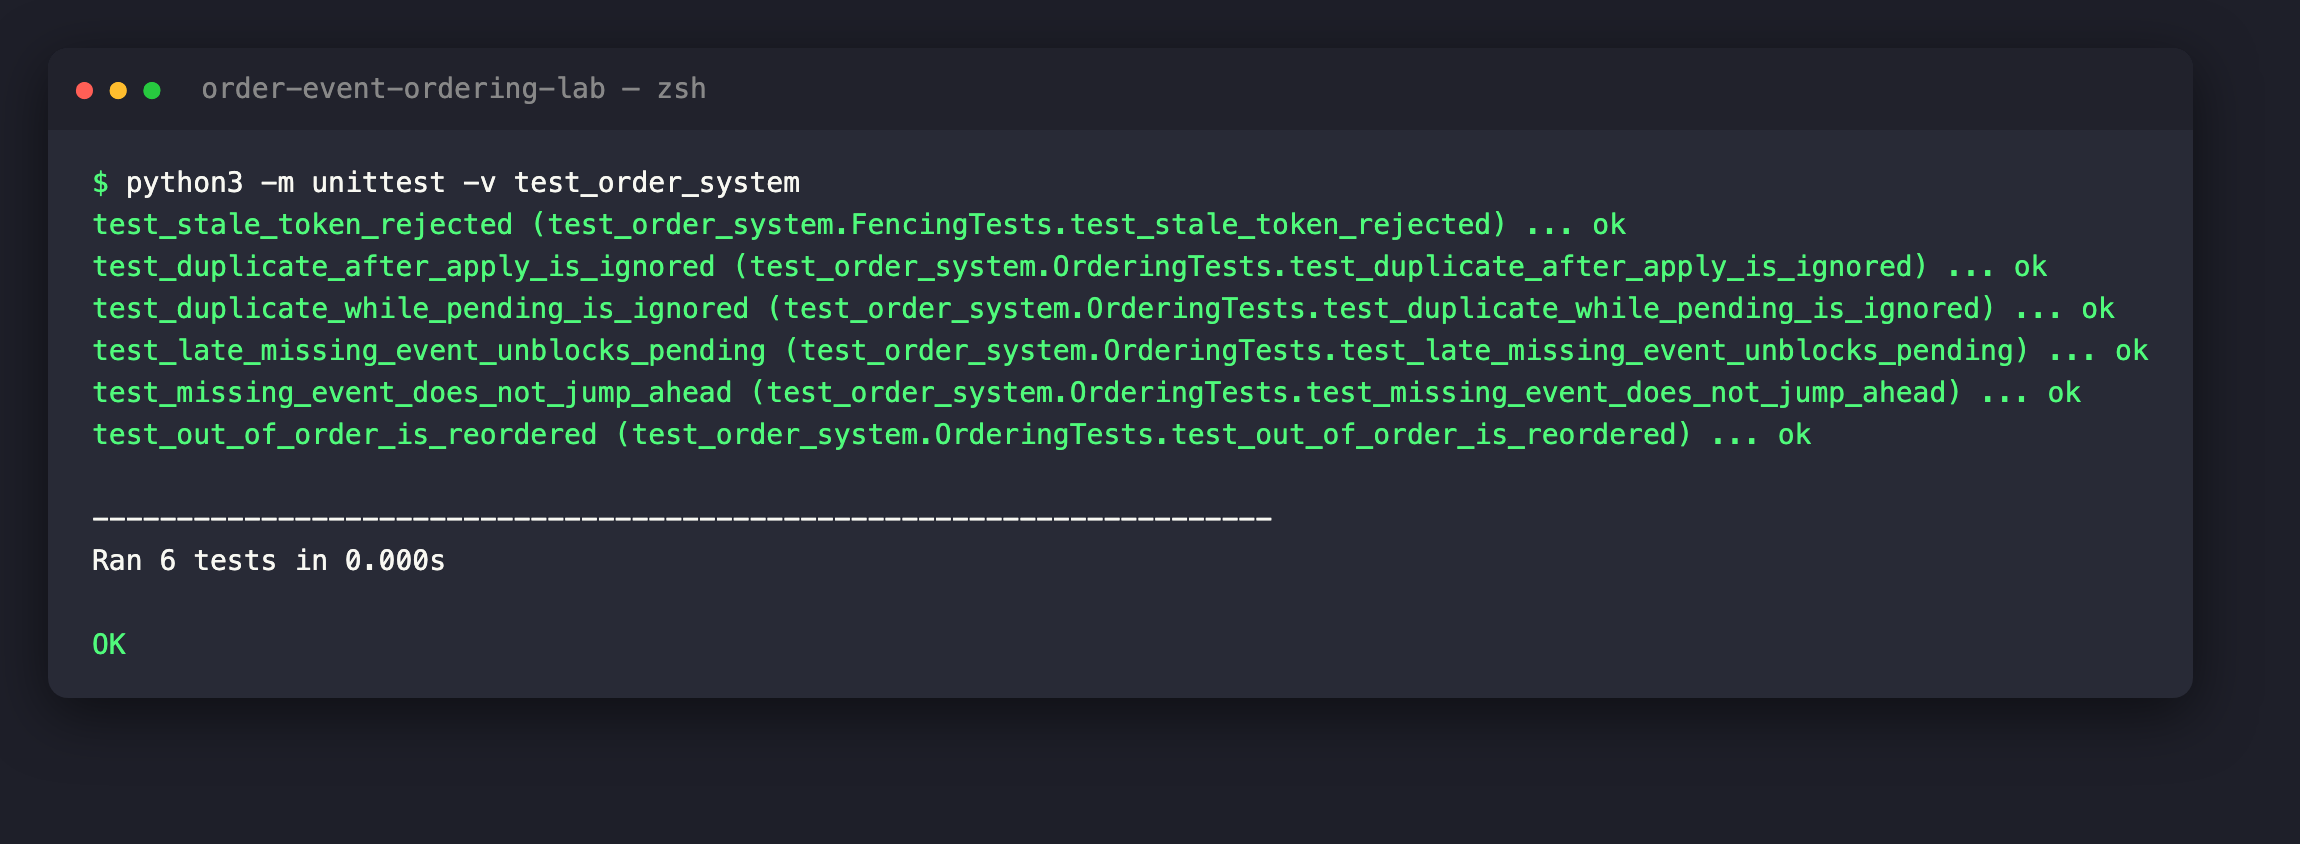 order-event-ordering-lab — zsh
$ python3 -m unittest -v test_order_system
test_stale_token_rejected (test_order_system.FencingTests.test_stale_token_rejected) ... ok
test_duplicate_after_apply_is_ignored (test_order_system.OrderingTests.test_duplicate_after_apply_is_ignored) ... ok
test_duplicate_while_pending_is_ignored (test_order_system.OrderingTests.test_duplicate_while_pending_is_ignored) ... ok
test_late_missing_event_unblocks_pending (test_order_system.OrderingTests.test_late_missing_event_unblocks_pending) ... ok
test_missing_event_does_not_jump_ahead (test_order_system.OrderingTests.test_missing_event_does_not_jump_ahead) ... ok
test_out_of_order_is_reordered (test_order_system.OrderingTests.test_out_of_order_is_reordered) ... ok
----------------------------------------------------------------------
Ran 6 tests in 0.000s
OK